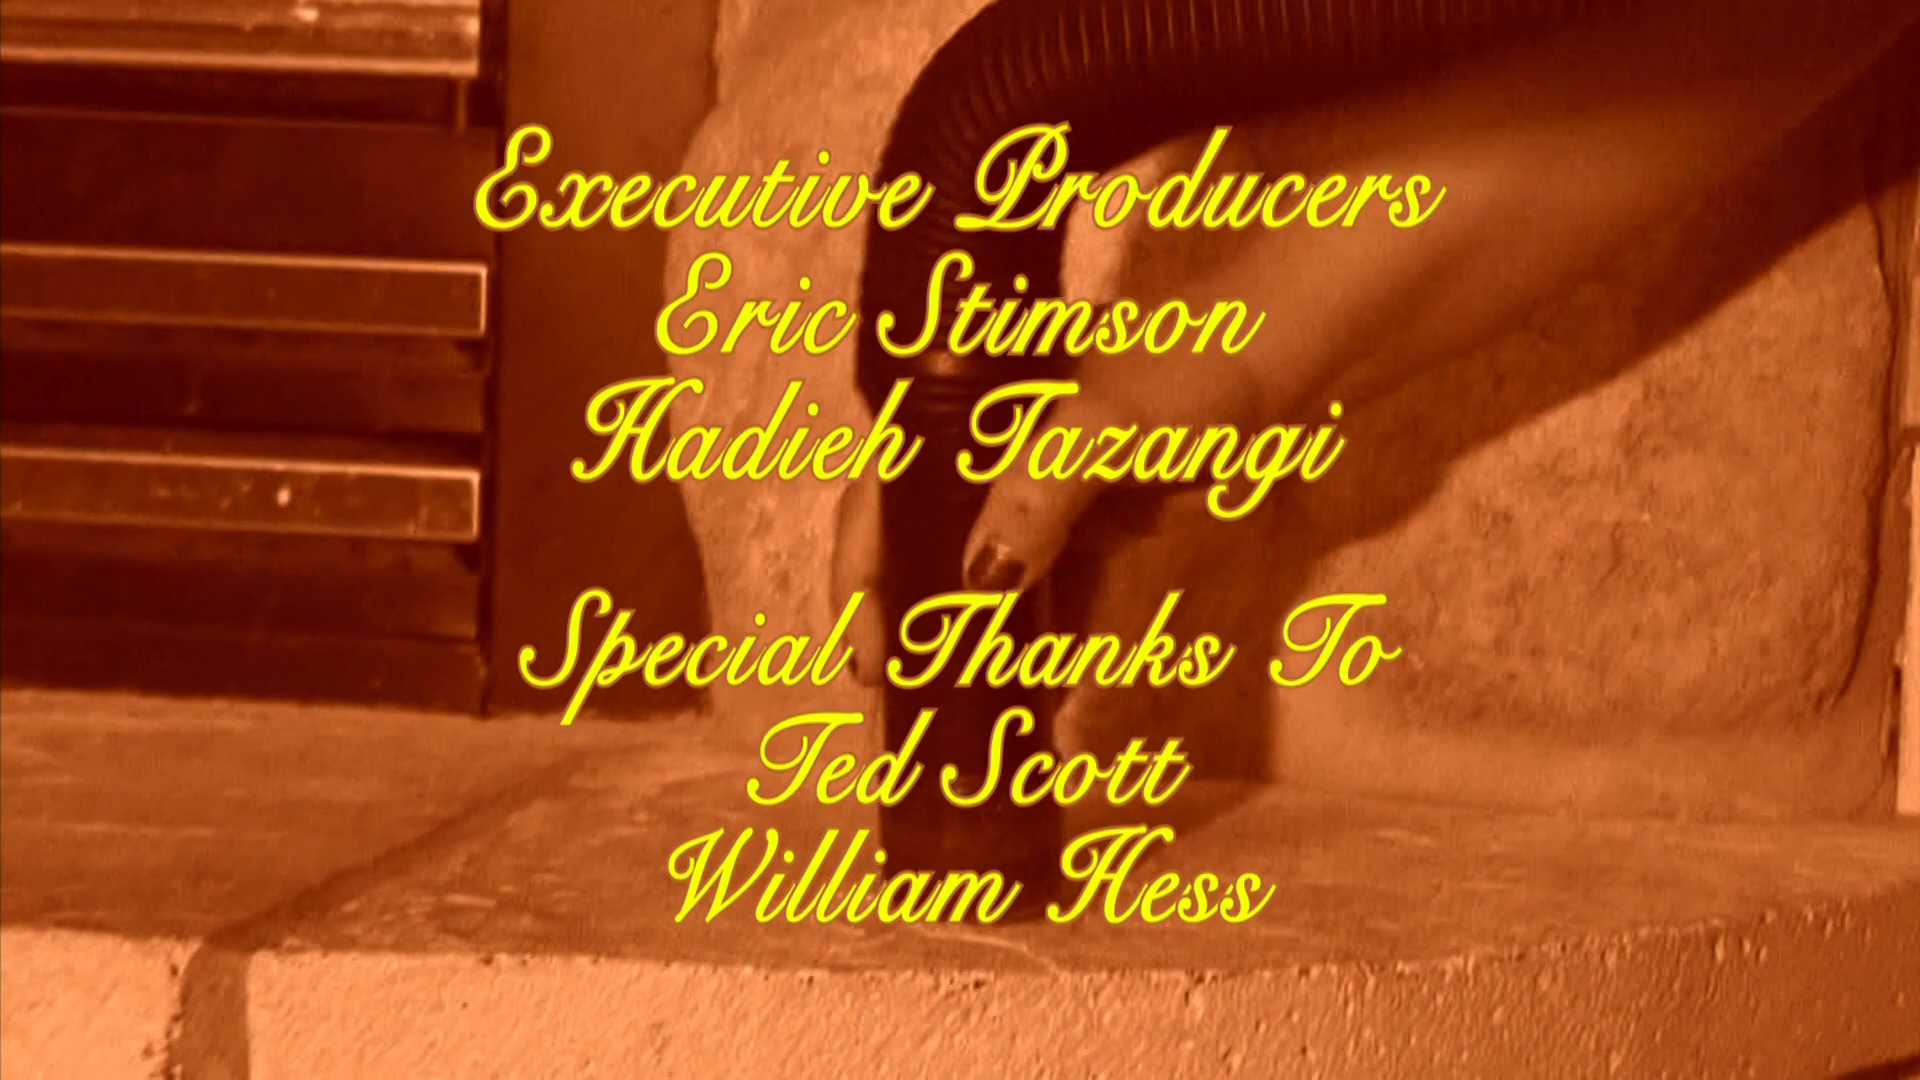 Executive Producers
Eric Stimson
Hadieh Tazangi
Special Thanks To
Ted Scott
William Hess